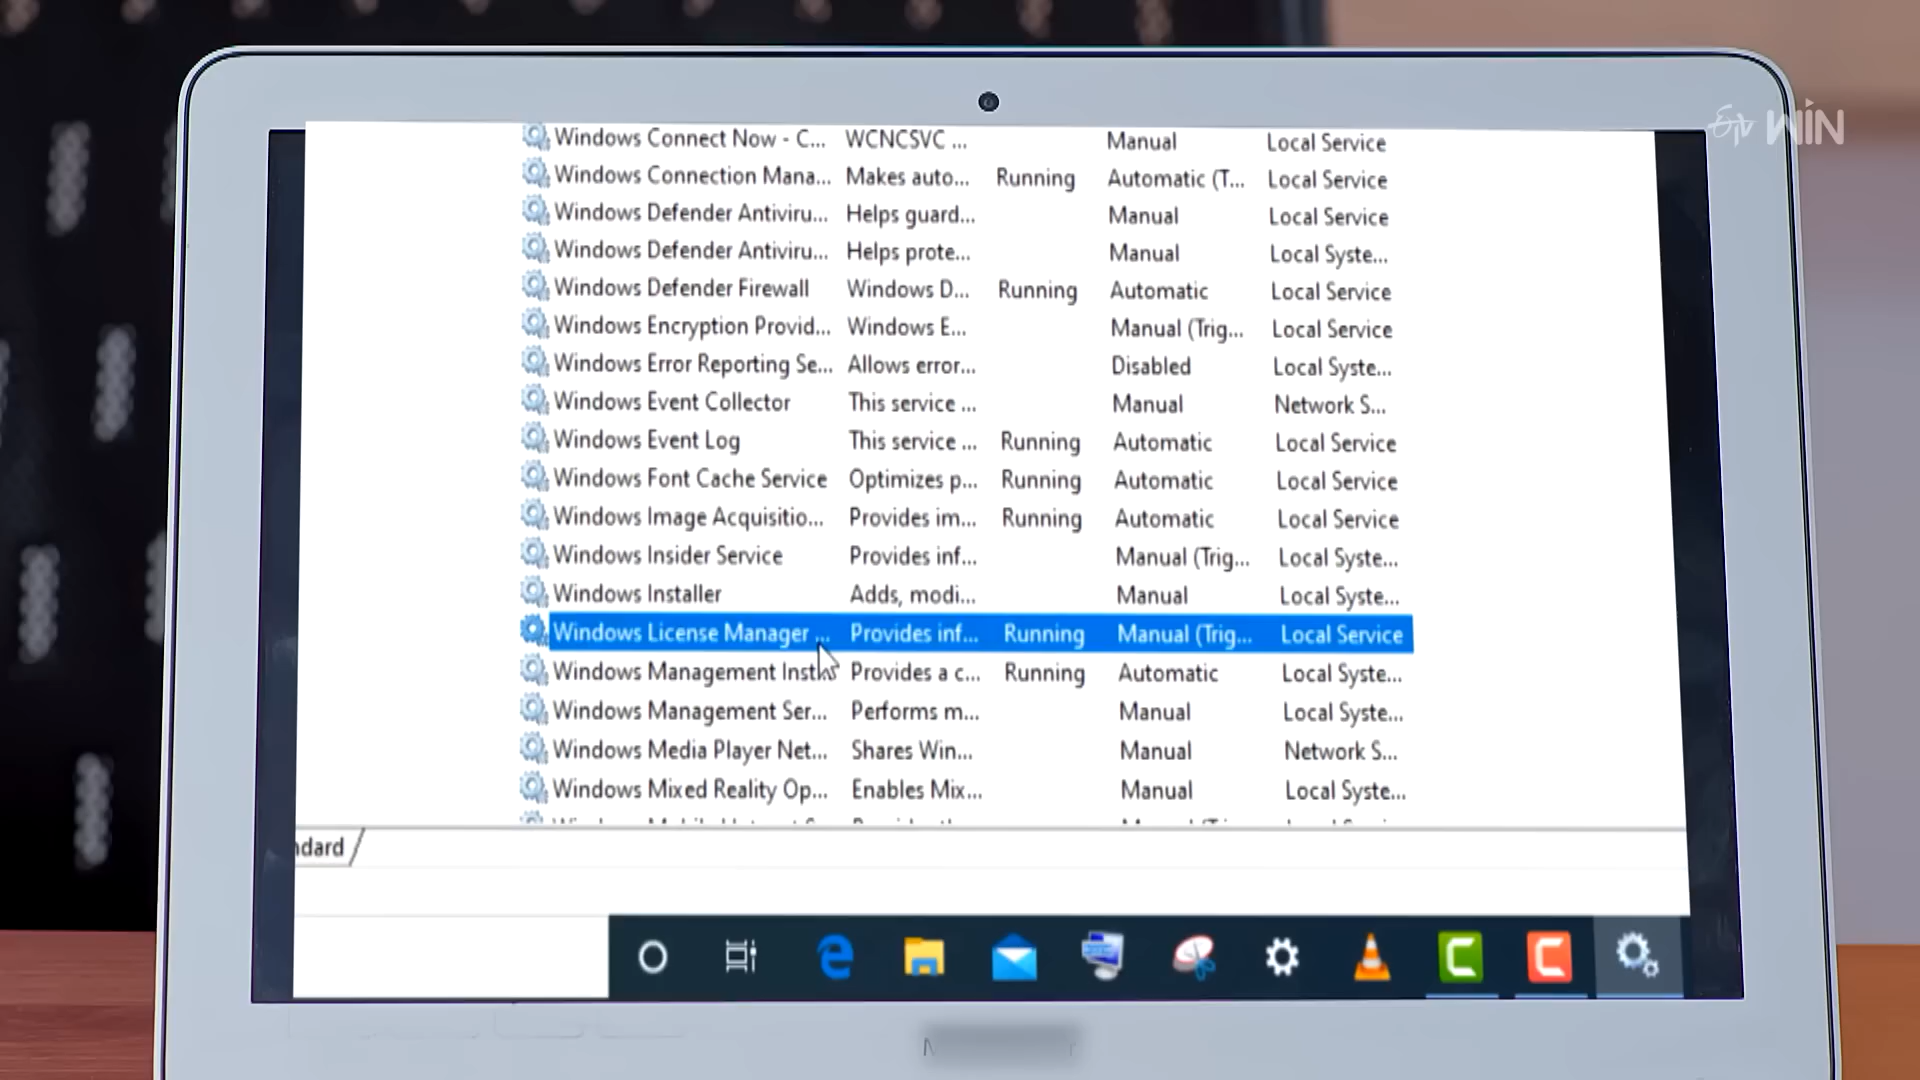 ETV WIN
Windows Connect Now - C... WCNCSVC ... Manual Local Service
Windows Connection Mana... Makes auto... Running Automatic (T... Local Service
Windows Defender Antiviru... Helps guard... Manual Local Service
Windows Defender Antiviru... Helps prote... Manual Local Syste...
Windows Defender Firewall Windows D... Running Automatic Local Service
Windows Encryption Provid... Windows E... Manual (Trig... Local Service
Windows Error Reporting Se... Allows error... Disabled Local Syste...
Windows Event Collector This service ... Manual Network S...
Windows Event Log This service ... Running Automatic Local Service
Windows Font Cache Service Optimizes p... Running Automatic Local Service
Windows Image Acquisitio... Provides im... Running Automatic Local Service
Windows Insider Service Provides inf... Manual (Trig... Local Syste...
Windows Installer Adds, modi... Manual Local Syste...
Windows License Manager ... Provides inf... Running Manual (Trig... Local Service
Windows Management Inst... Provides a c... Running Automatic Local Syste...
Windows Management Ser... Performs m... Manual Local Syste...
Windows Media Player Net... Shares Win... Manual Network S...
Windows Mixed Reality Op... Enables Mix... Manual Local Syste...
ndard